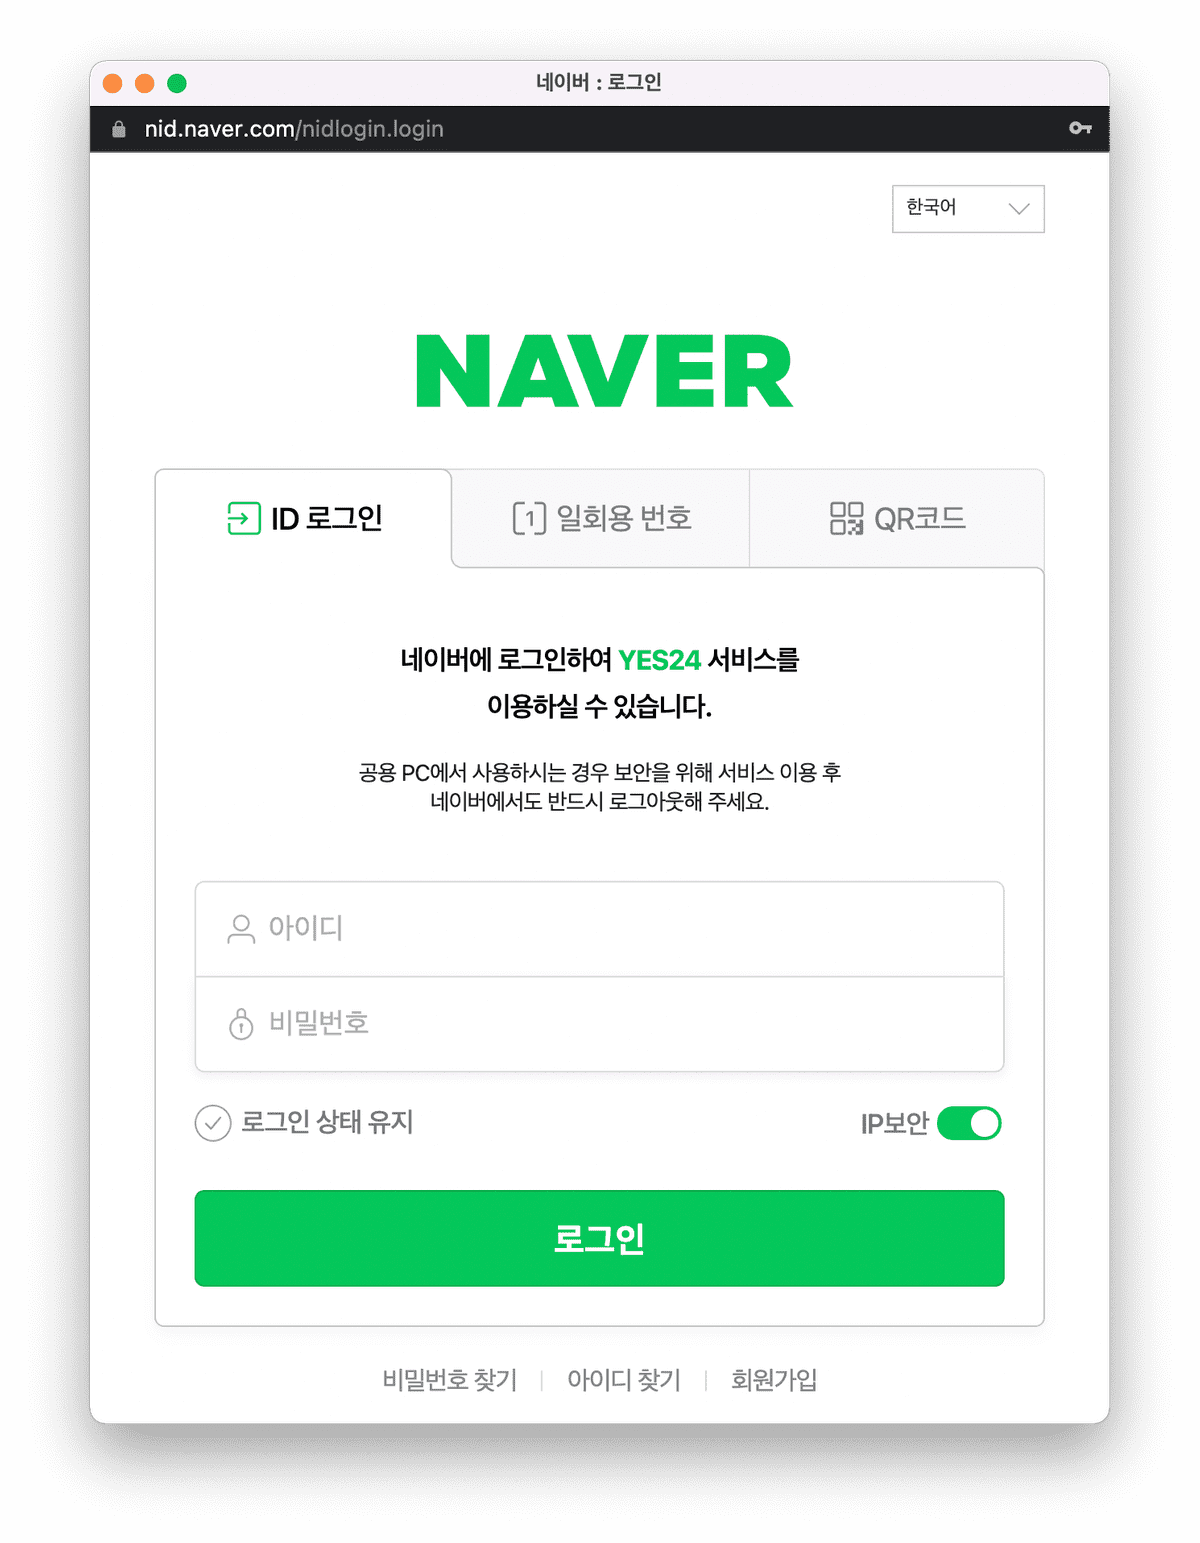 네이버 : 로그인
nid.naver.com/nidlogin.login
한국어
NAVER
ID 로그인
1 일회용 번호
QR코드
네이버에 로그인하여 YES24 서비스를
이용하실 수 있습니다.
공용 PC에서 사용하시는 경우 보안을 위해 서비스 이용 후
네이버에서도 반드시 로그아웃해 주세요.
아이디
비밀번호
로그인 상태 유지
IP보안
로그인
비밀번호 찾기 | 아이디 찾기 | 회원가입